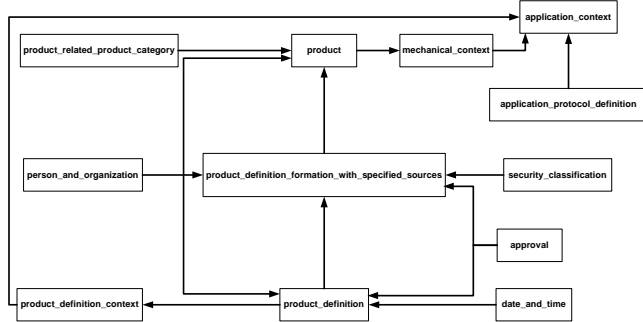 application_context
product_related_product_category
product
mechanical_context
application_protocol_definition
person_and_organization
product_definition_formation_with_specified_sources
security_classification
approval
product_definition_context
product_definition
date_and_time